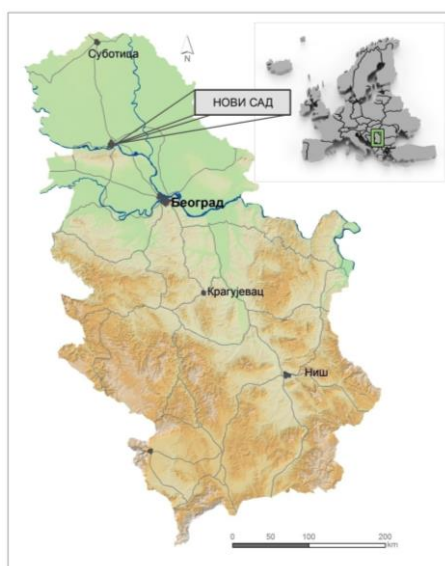 Суботица
N
НОВИ САД
Београд
Крагујевац
Ниш
0 50 100 200
km